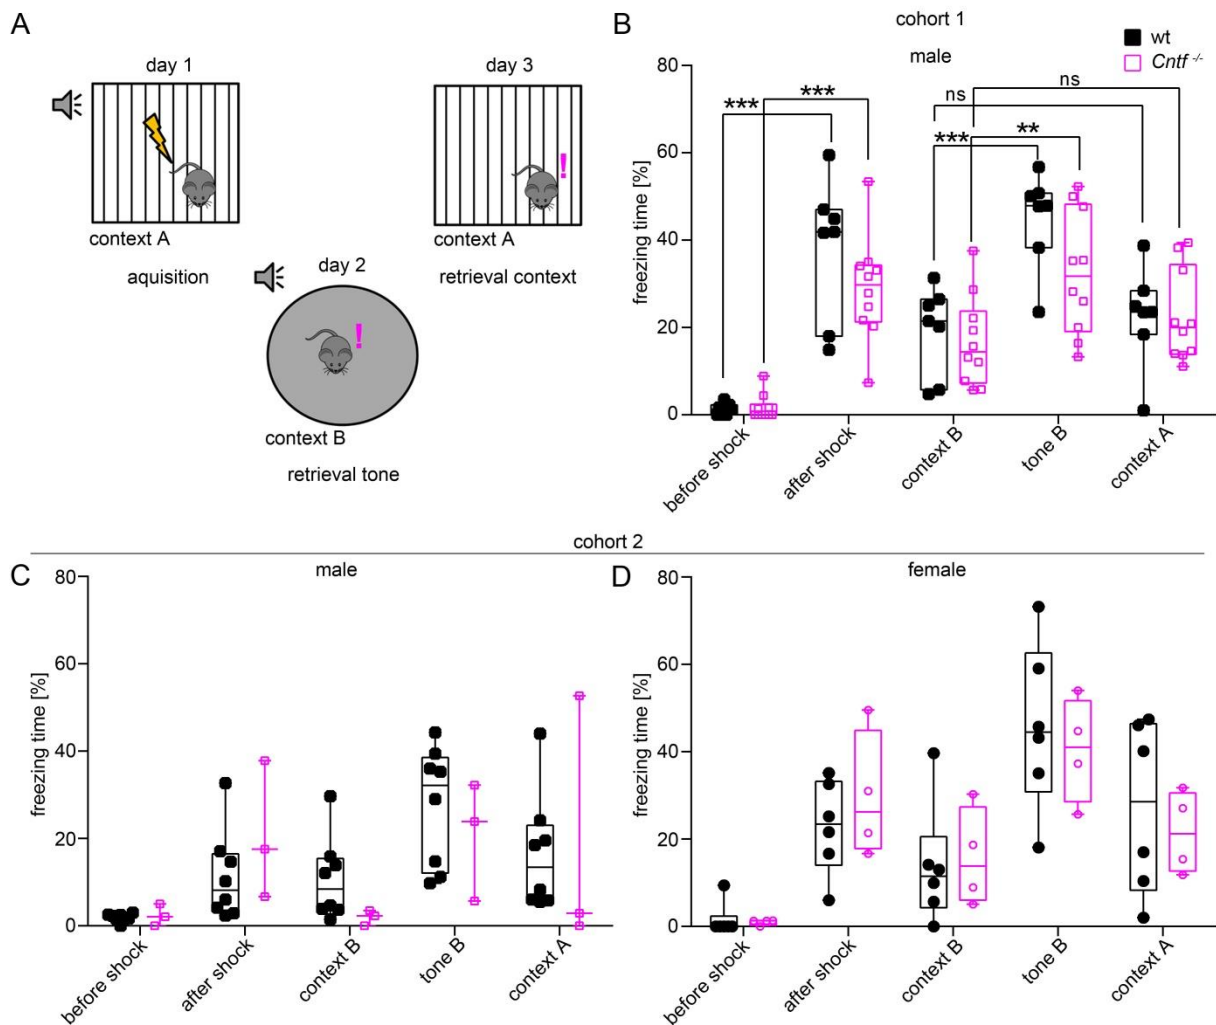 A
day 1
day 3
!
context A
context A
aquisition
retrieval context
day 2
!
context B
retrieval tone
B
cohort 1
male
wt
Cntf -/-
freezing time [%]
80
60
40
20
0
***
***
ns
ns
***
**
before shock
after shock
context B
tone B
context A
cohort 2
C
male
freezing time [%]
80
60
40
20
0
before shock
after shock
context B
tone B
context A
D
female
freezing time [%]
80
60
40
20
0
before shock
after shock
context B
tone B
context A